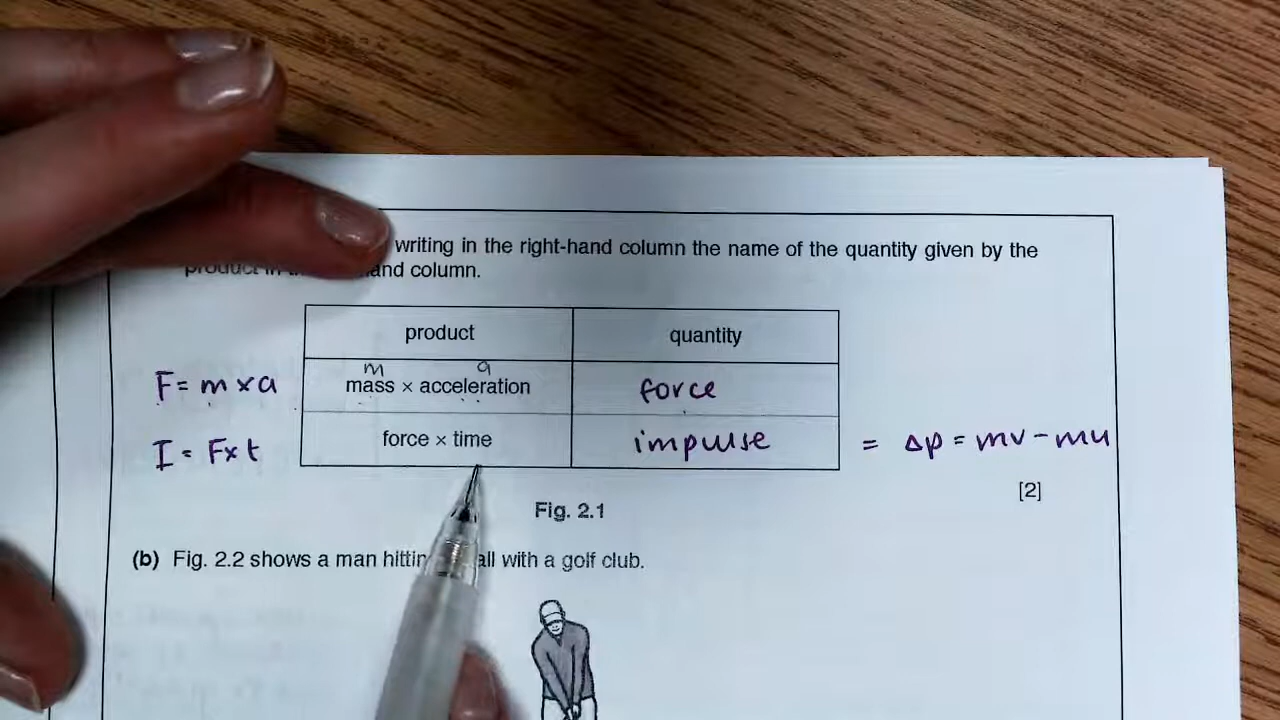 writing in the right-hand column the name of the quantity given by the
product in hand column.
product quantity
m a
F = m × a mass × acceleration force
I = F × t force × time impulse = Δp = mv - mu
[2]
Fig. 2.1
(b) Fig. 2.2 shows a man all with a golf club.